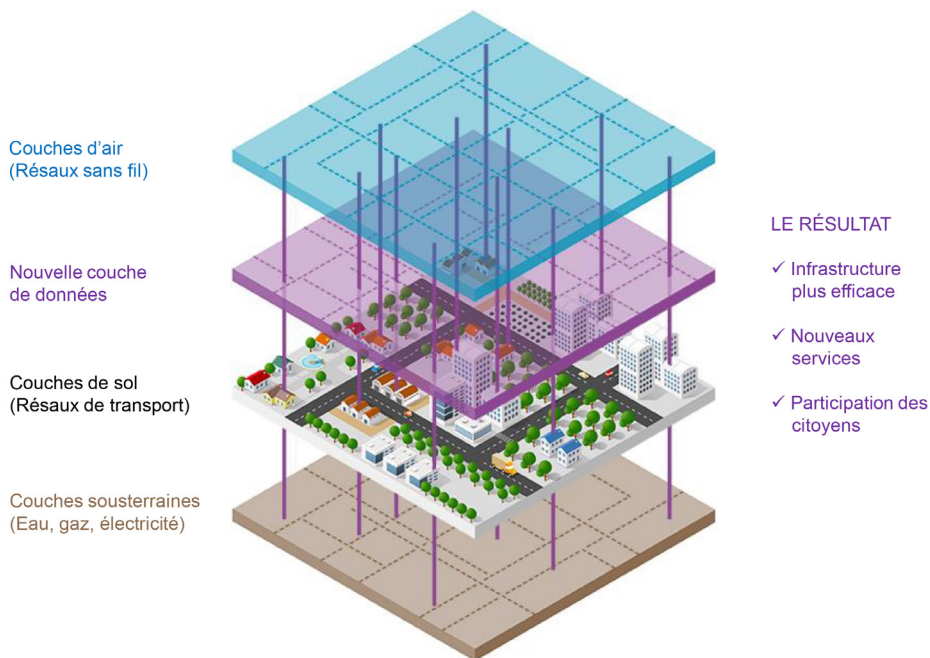 Couches d'air
(Résaux sans fil)
Nouvelle couche
de données
Couches de sol
(Résaux de transport)
Couches sousterraines
(Eau, gaz, électricité)
LE RÉSULTAT
✓ Infrastructure
plus efficace
✓ Nouveaux
services
✓ Participation des
citoyens